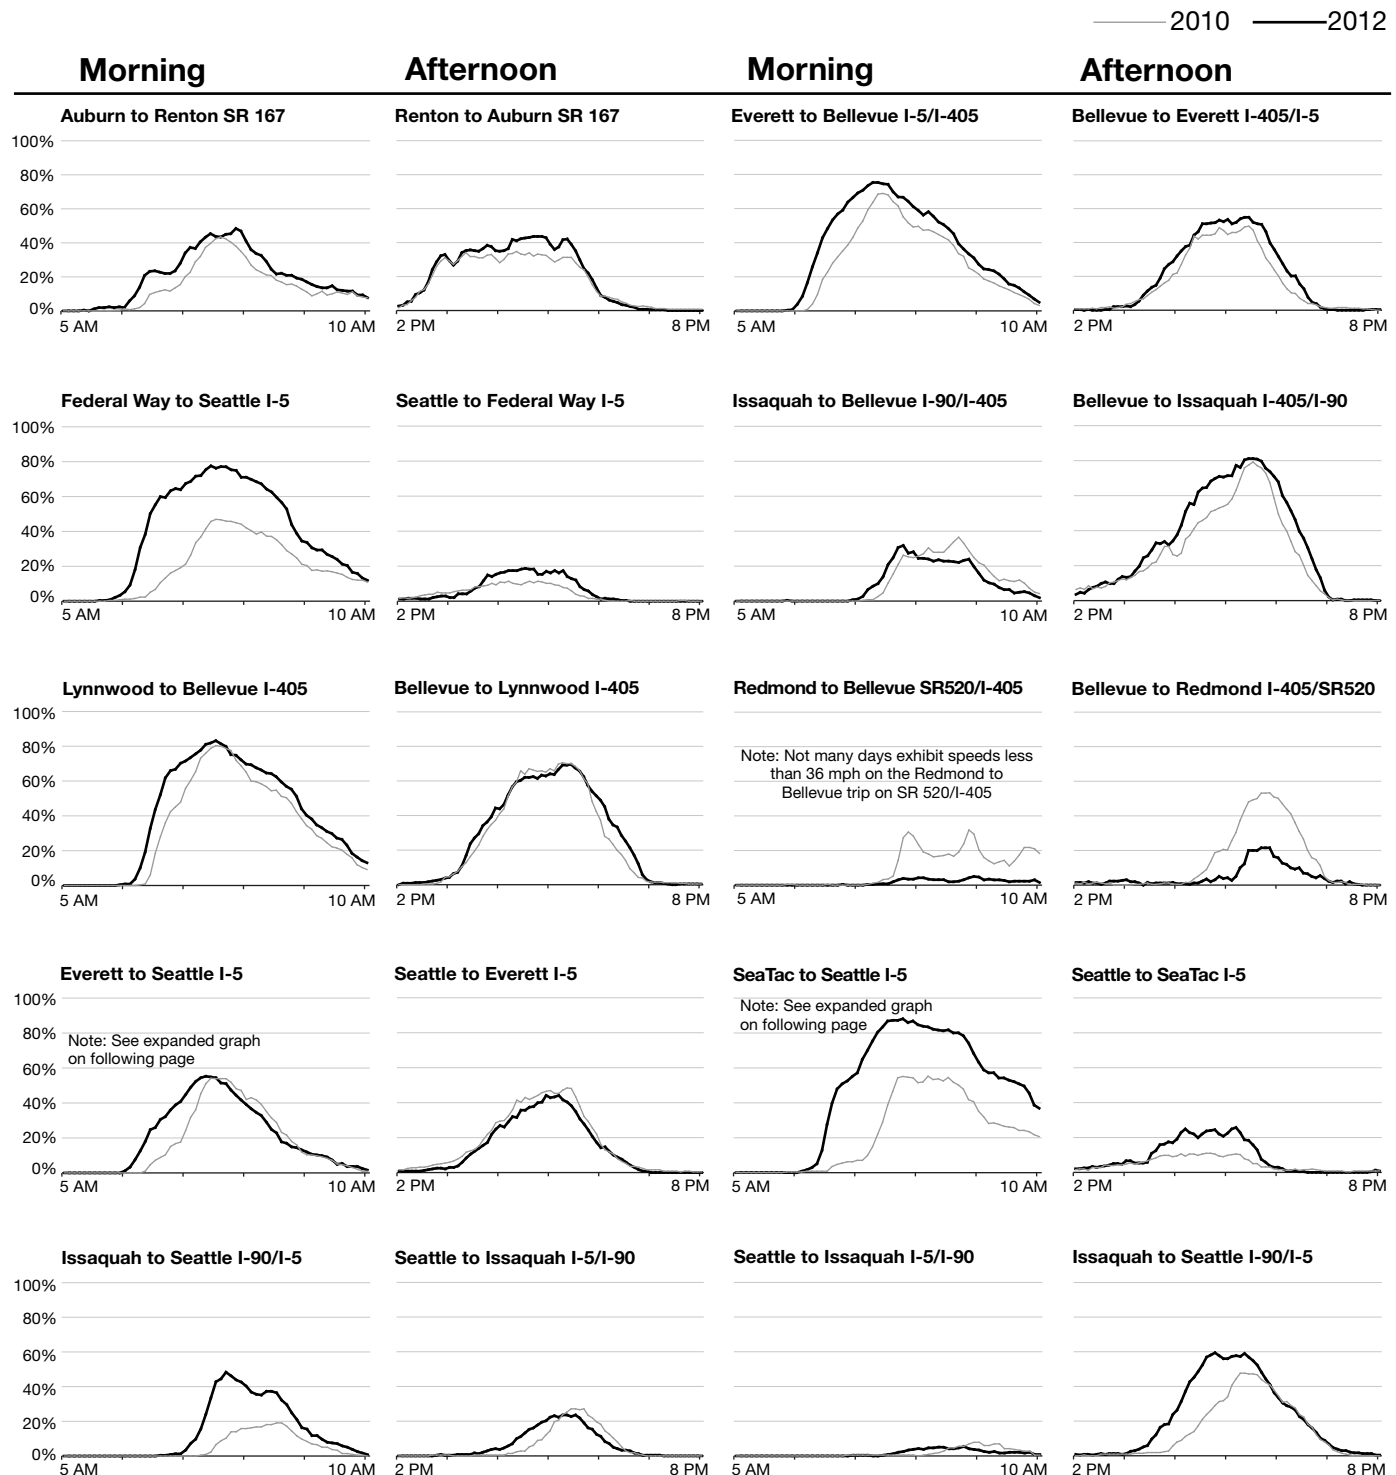 2010 2012
Morning Afternoon Morning Afternoon
Auburn to Renton SR 167 Renton to Auburn SR 167 Everett to Bellevue I-5/I-405 Bellevue to Everett I-405/I-5
100%
80%
60%
40%
20%
0%
5 AM 10 AM 2 PM 8 PM 5 AM 10 AM 2 PM 8 PM
Federal Way to Seattle I-5 Seattle to Federal Way I-5 Issaquah to Bellevue I-90/I-405 Bellevue to Issaquah I-405/I-90
100%
80%
60%
40%
20%
0%
5 AM 10 AM 2 PM 8 PM 5 AM 10 AM 2 PM 8 PM
Lynnwood to Bellevue I-405 Bellevue to Lynnwood I-405 Redmond to Bellevue SR520/I-405 Bellevue to Redmond I-405/SR520
100%
80%
60%
40%
20%
0%
Note: Not many days exhibit speeds less
than 36 mph on the Redmond to
Bellevue trip on SR 520/I-405
5 AM 10 AM 2 PM 8 PM 5 AM 10 AM 2 PM 8 PM
Everett to Seattle I-5 Seattle to Everett I-5 SeaTac to Seattle I-5 Seattle to SeaTac I-5
100%
80%
60%
40%
20%
0%
Note: See expanded graph
on following page
Note: See expanded graph
on following page
5 AM 10 AM 2 PM 8 PM 5 AM 10 AM 2 PM 8 PM
Issaquah to Seattle I-90/I-5 Seattle to Issaquah I-5/I-90 Seattle to Issaquah I-5/I-90 Issaquah to Seattle I-90/I-5
100%
80%
60%
40%
20%
0%
5 AM 10 AM 2 PM 8 PM 5 AM 10 AM 2 PM 8 PM